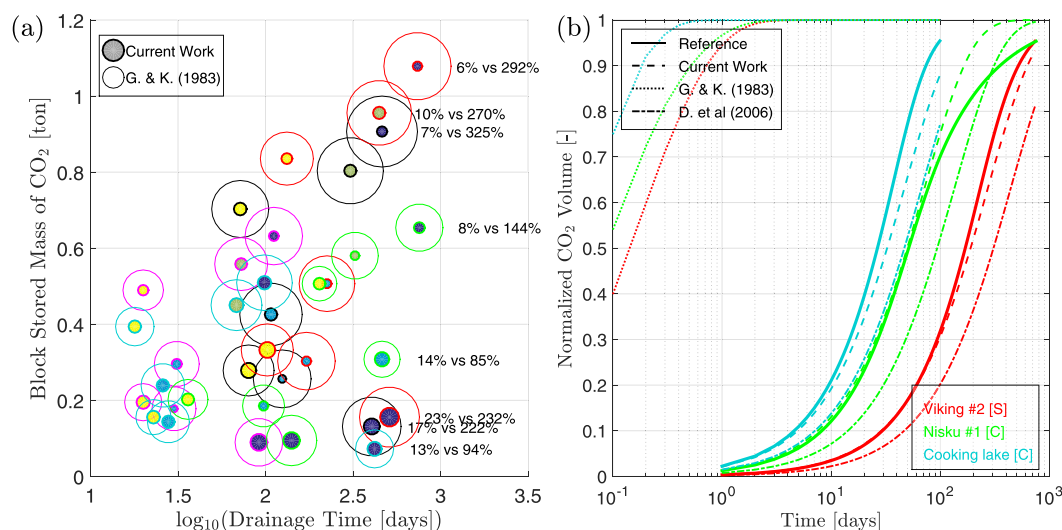 (a)
1.2
1
0.8
0.6
0.4
0.2
0
Block Stored Mass of CO2 [ton]
Current Work
G. & K. (1983)
6% vs 292%
10% vs 270%
7% vs 325%
8% vs 144%
14% vs 85%
23% vs 232%
17% vs 222%
13% vs 94%
1 1.5 2 2.5 3 3.5
log10(Drainage Time [days])
(b)
1
0.9
0.8
0.7
0.6
0.5
0.4
0.3
0.2
0.1
0
Normalized CO2 Volume [-]
Reference
Current Work
G. & K. (1983)
D. et al (2006)
Viking #2 [S]
Nisku #1 [C]
Cooking lake [C]
10-1 100 101 102 103
Time [days]